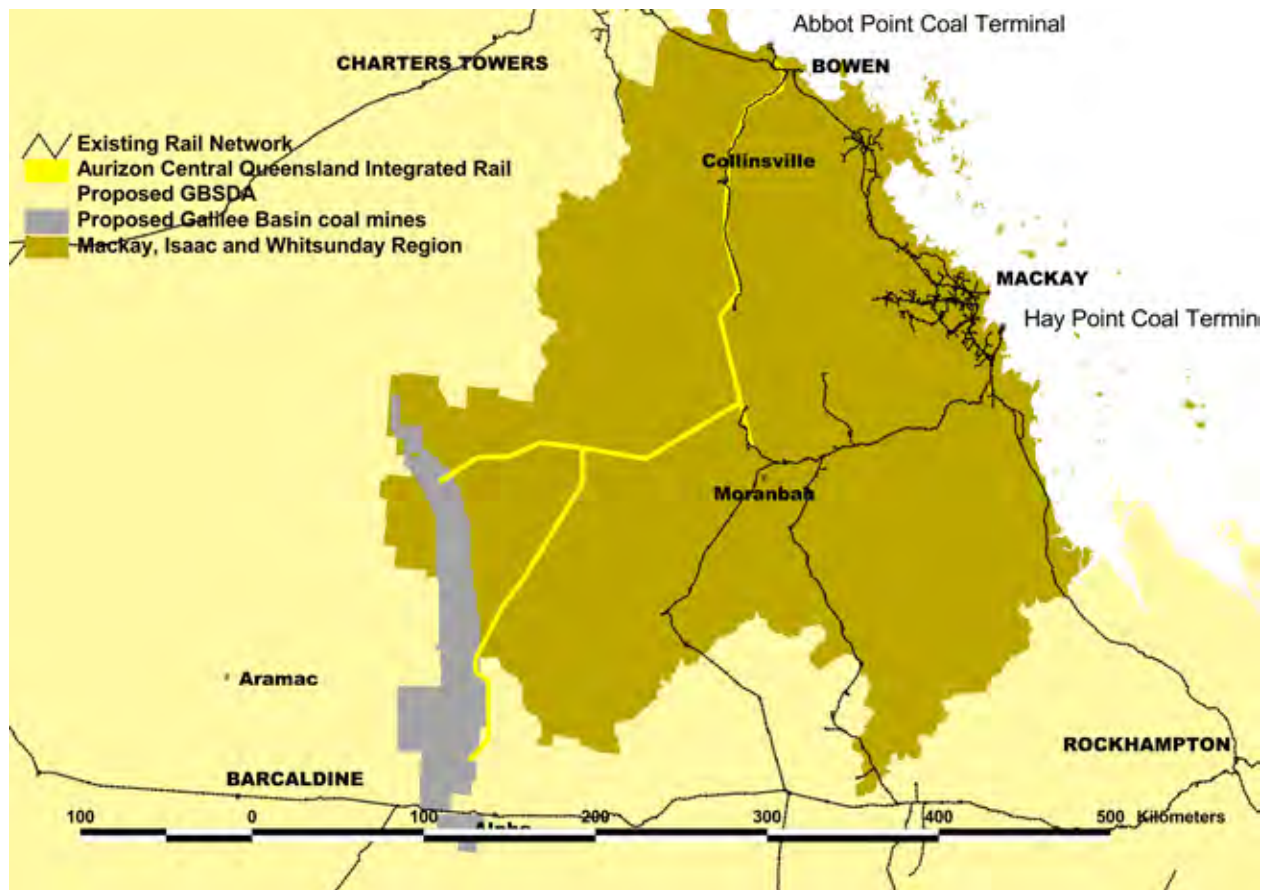 Abbot Point Coal Terminal
CHARTERS TOWERS
BOWEN
Existing Rail Network
Aurizon Central Queensland Integrated Rail
Proposed GBSDA
Proposed Galilee Basin coal mines
Mackay, Isaac and Whitsunday Region
Collinsville
MACKAY
Hay Point Coal Termin
Moranbah
Aramac
BARCALDINE
ROCKHAMPTON
100 0 100 200 300 400 500 Kilometers
Alpha